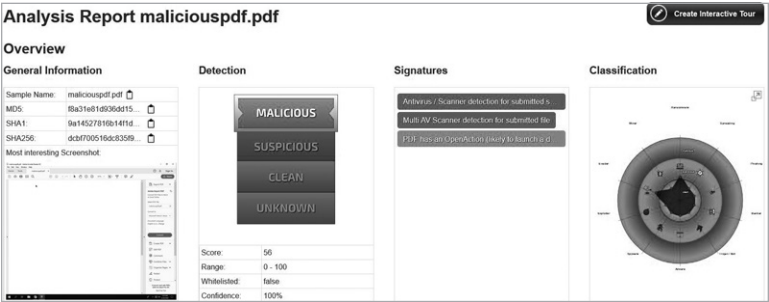 Analysis Report maliciouspdf.pdf
Create Interactive Tour
Overview
General Information
Detection
Signatures
Classification
Sample Name: maliciouspdf.pdf
MD5: f8a31e81d936dd15...
SHA1: 9a14527816b14f1d...
SHA256: dcbf700516dc835f9...
Most interesting Screenshot:
MALICIOUS
SUSPICIOUS
CLEAN
UNKNOWN
Score: 56
Range: 0 - 100
Whitelisted: false
Confidence: 100%
Antivirus / Scanner detection for submitted s...
Multi AV Scanner detection for submitted file
PDF has an OpenAction (likely to launch a d...